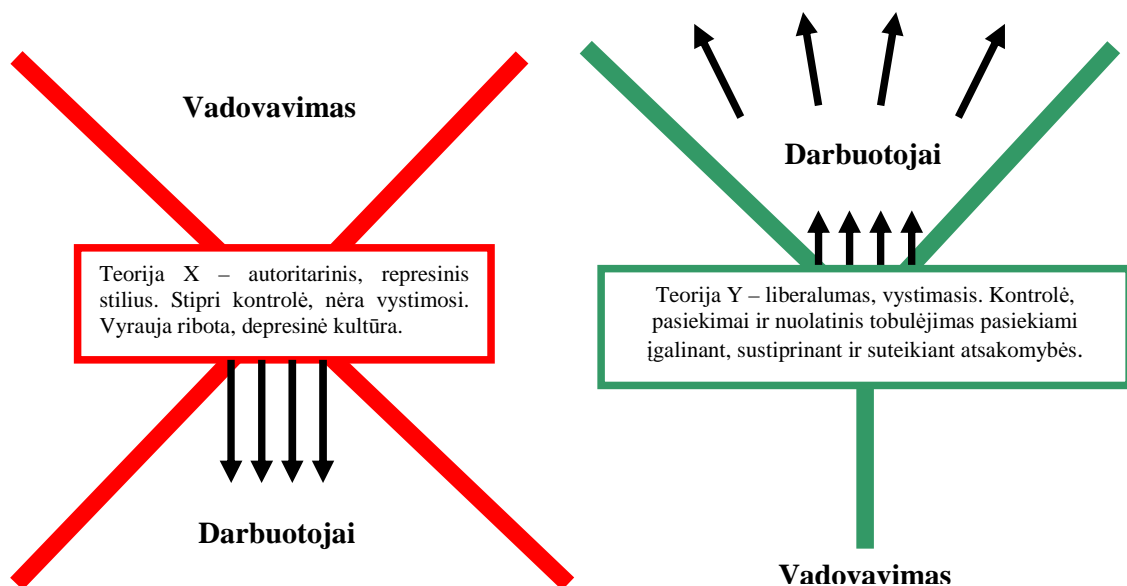 Vadovavimas
Teorija X – autoritarinis, represinis
stilius. Stipri kontrolė, nėra vystimosi.
Vyrauja ribota, depresinė kultūra.
Darbuotojai
Darbuotojai
Teorija Y – liberalumas, vystimasis. Kontrolė,
pasiekimai ir nuolatinis tobulėjimas pasiekiami
įgalinant, sustiprinant ir suteikiant atsakomybės.
Vadovavimas